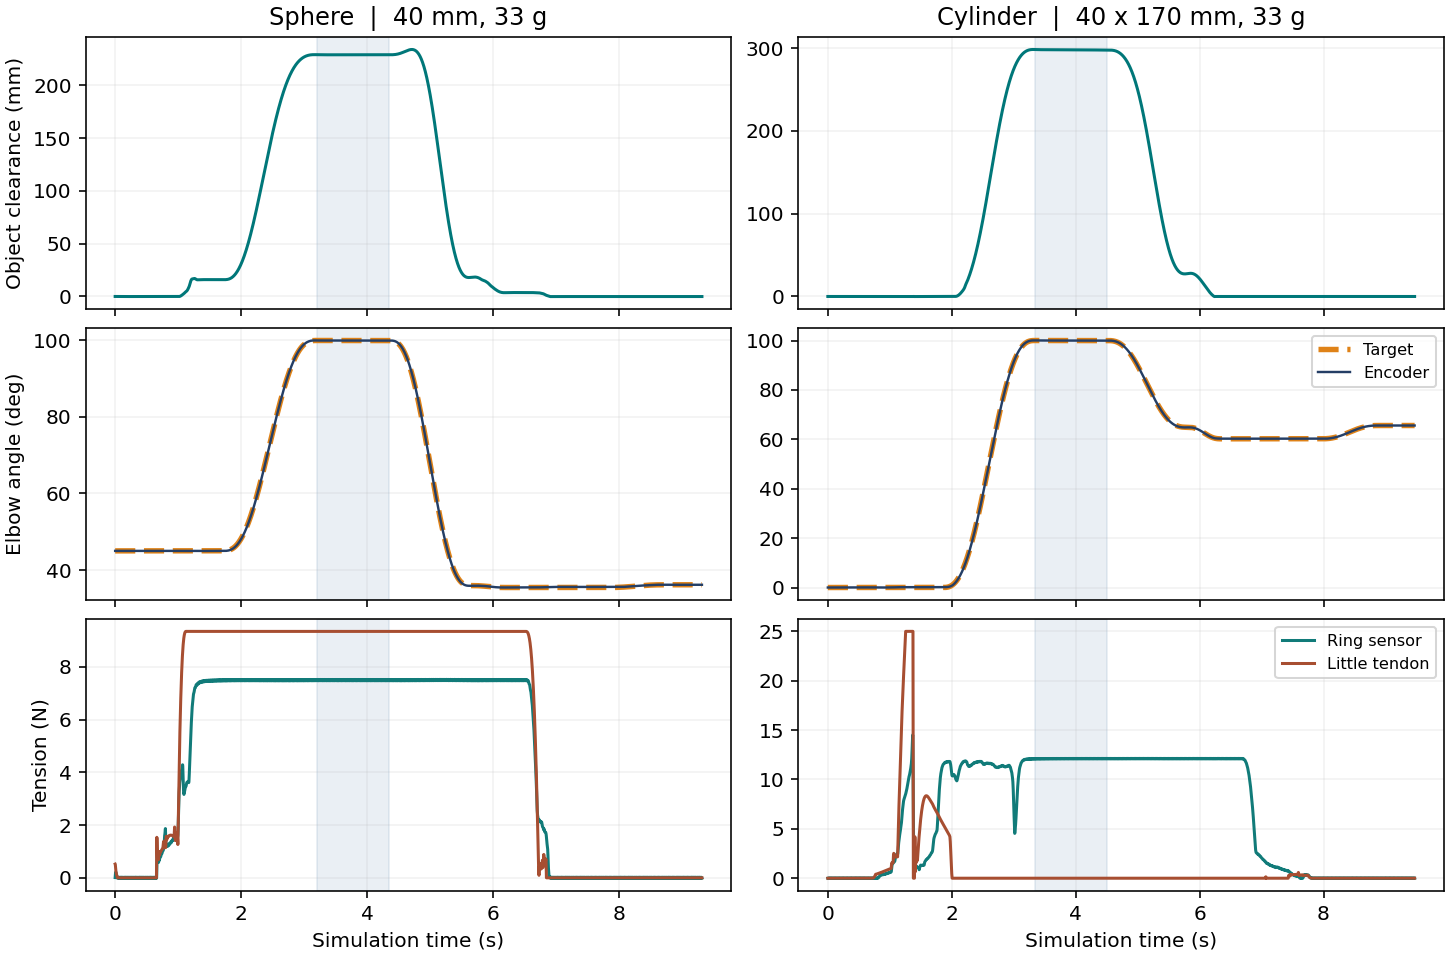 Sphere | 40 mm, 33 g
Cylinder | 40 x 170 mm, 33 g
Object clearance (mm)
200
150
100
50
0
300
200
100
0
Elbow angle (deg)
100
80
60
40
100
80
60
40
20
0
Target
Encoder
Tension (N)
8
6
4
2
0
25
20
15
10
5
0
Ring sensor
Little tendon
0 2 4 6 8
0 2 4 6 8
Simulation time (s)
Simulation time (s)